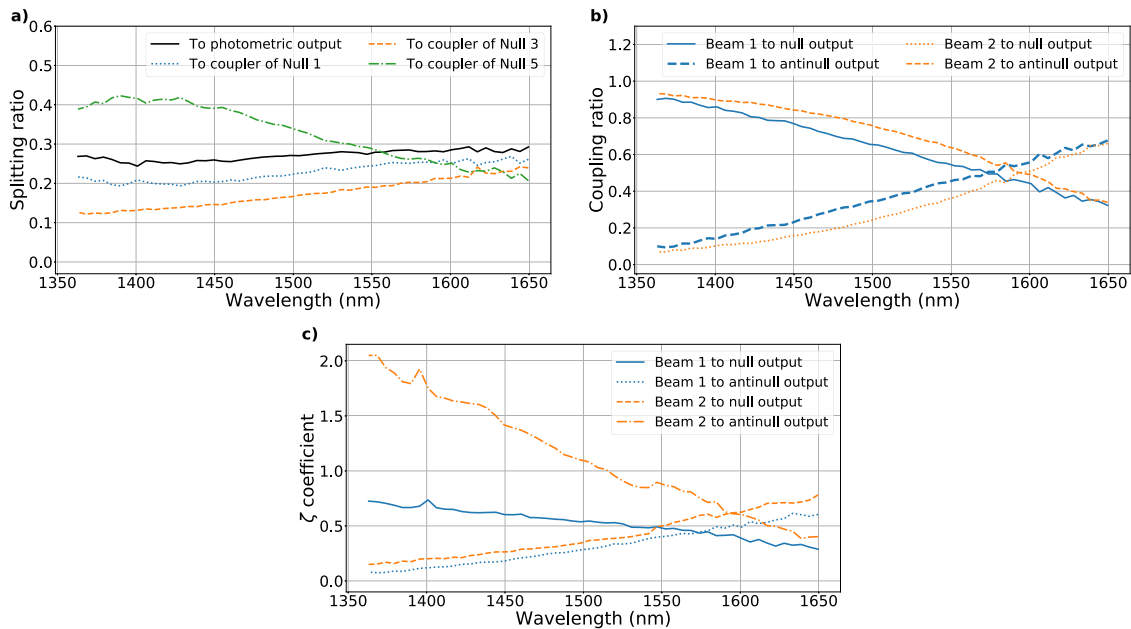 a)
Splitting ratio
0.6
0.5
0.4
0.3
0.2
0.1
0.0
To photometric output
To coupler of Null 1
To coupler of Null 3
To coupler of Null 5
1350 1400 1450 1500 1550 1600 1650
Wavelength (nm)
b)
Coupling ratio
1.2
1.0
0.8
0.6
0.4
0.2
0.0
Beam 1 to null output
Beam 1 to antinull output
Beam 2 to null output
Beam 2 to antinull output
1350 1400 1450 1500 1550 1600 1650
Wavelength (nm)
c)
ζ coefficient
2.0
1.5
1.0
0.5
0.0
Beam 1 to null output
Beam 1 to antinull output
Beam 2 to null output
Beam 2 to antinull output
1350 1400 1450 1500 1550 1600 1650
Wavelength (nm)